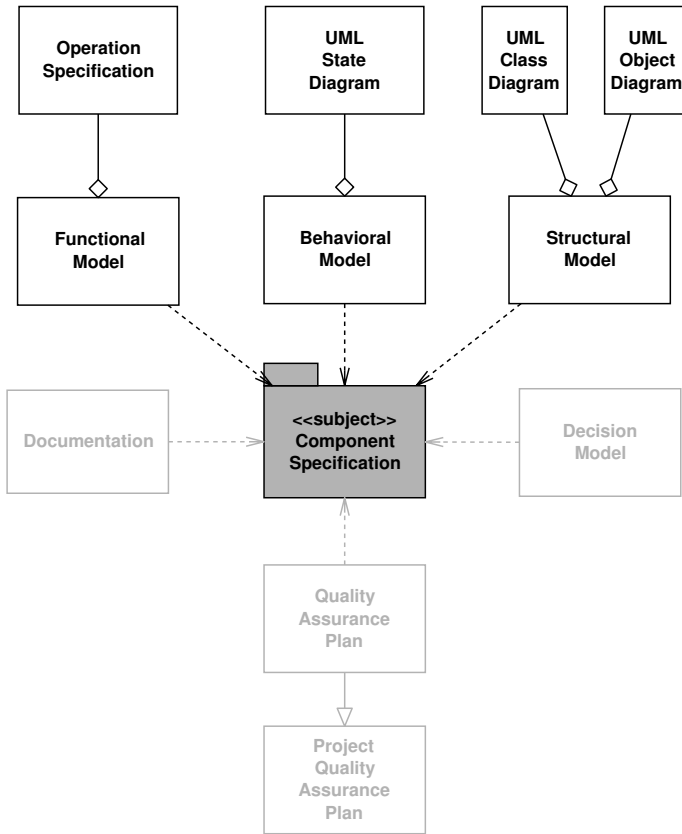 Operation
Specification
UML
State
Diagram
UML
Class
Diagram
UML
Object
Diagram
Functional
Model
Behavioral
Model
Structural
Model
Documentation
<<subject>>
Component
Specification
Decision
Model
Quality
Assurance
Plan
Project
Quality
Assurance
Plan